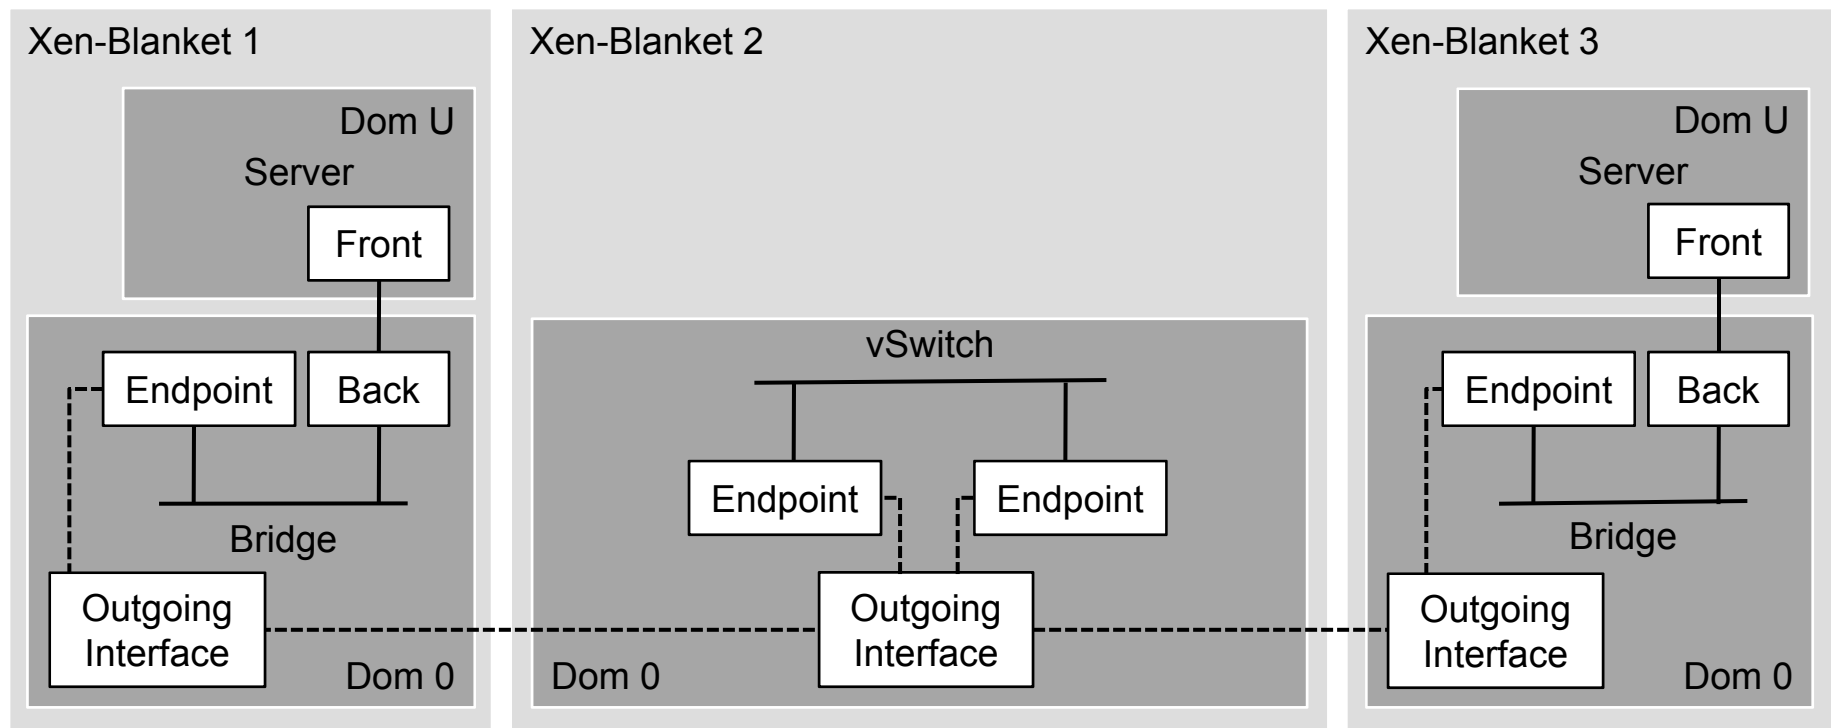 Xen-Blanket 1
Dom U
Server
Front
Endpoint
Back
Bridge
Outgoing
Interface
Dom 0
Xen-Blanket 2
vSwitch
Endpoint
Endpoint
Outgoing
Interface
Dom 0
Xen-Blanket 3
Dom U
Server
Front
Endpoint
Back
Bridge
Outgoing
Interface
Dom 0